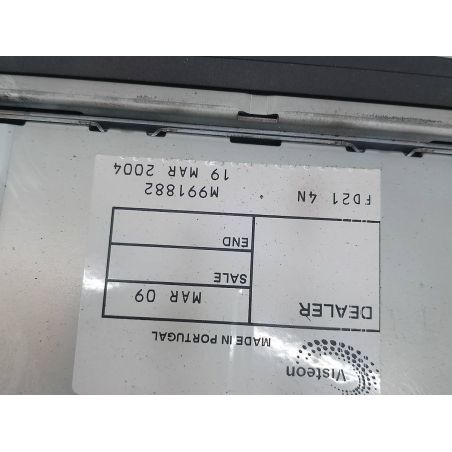 Visteon
MADE IN PORTUGAL
DEALER
MAR 09
SALE
END
FD21 4N M991882
19 MAR 2004